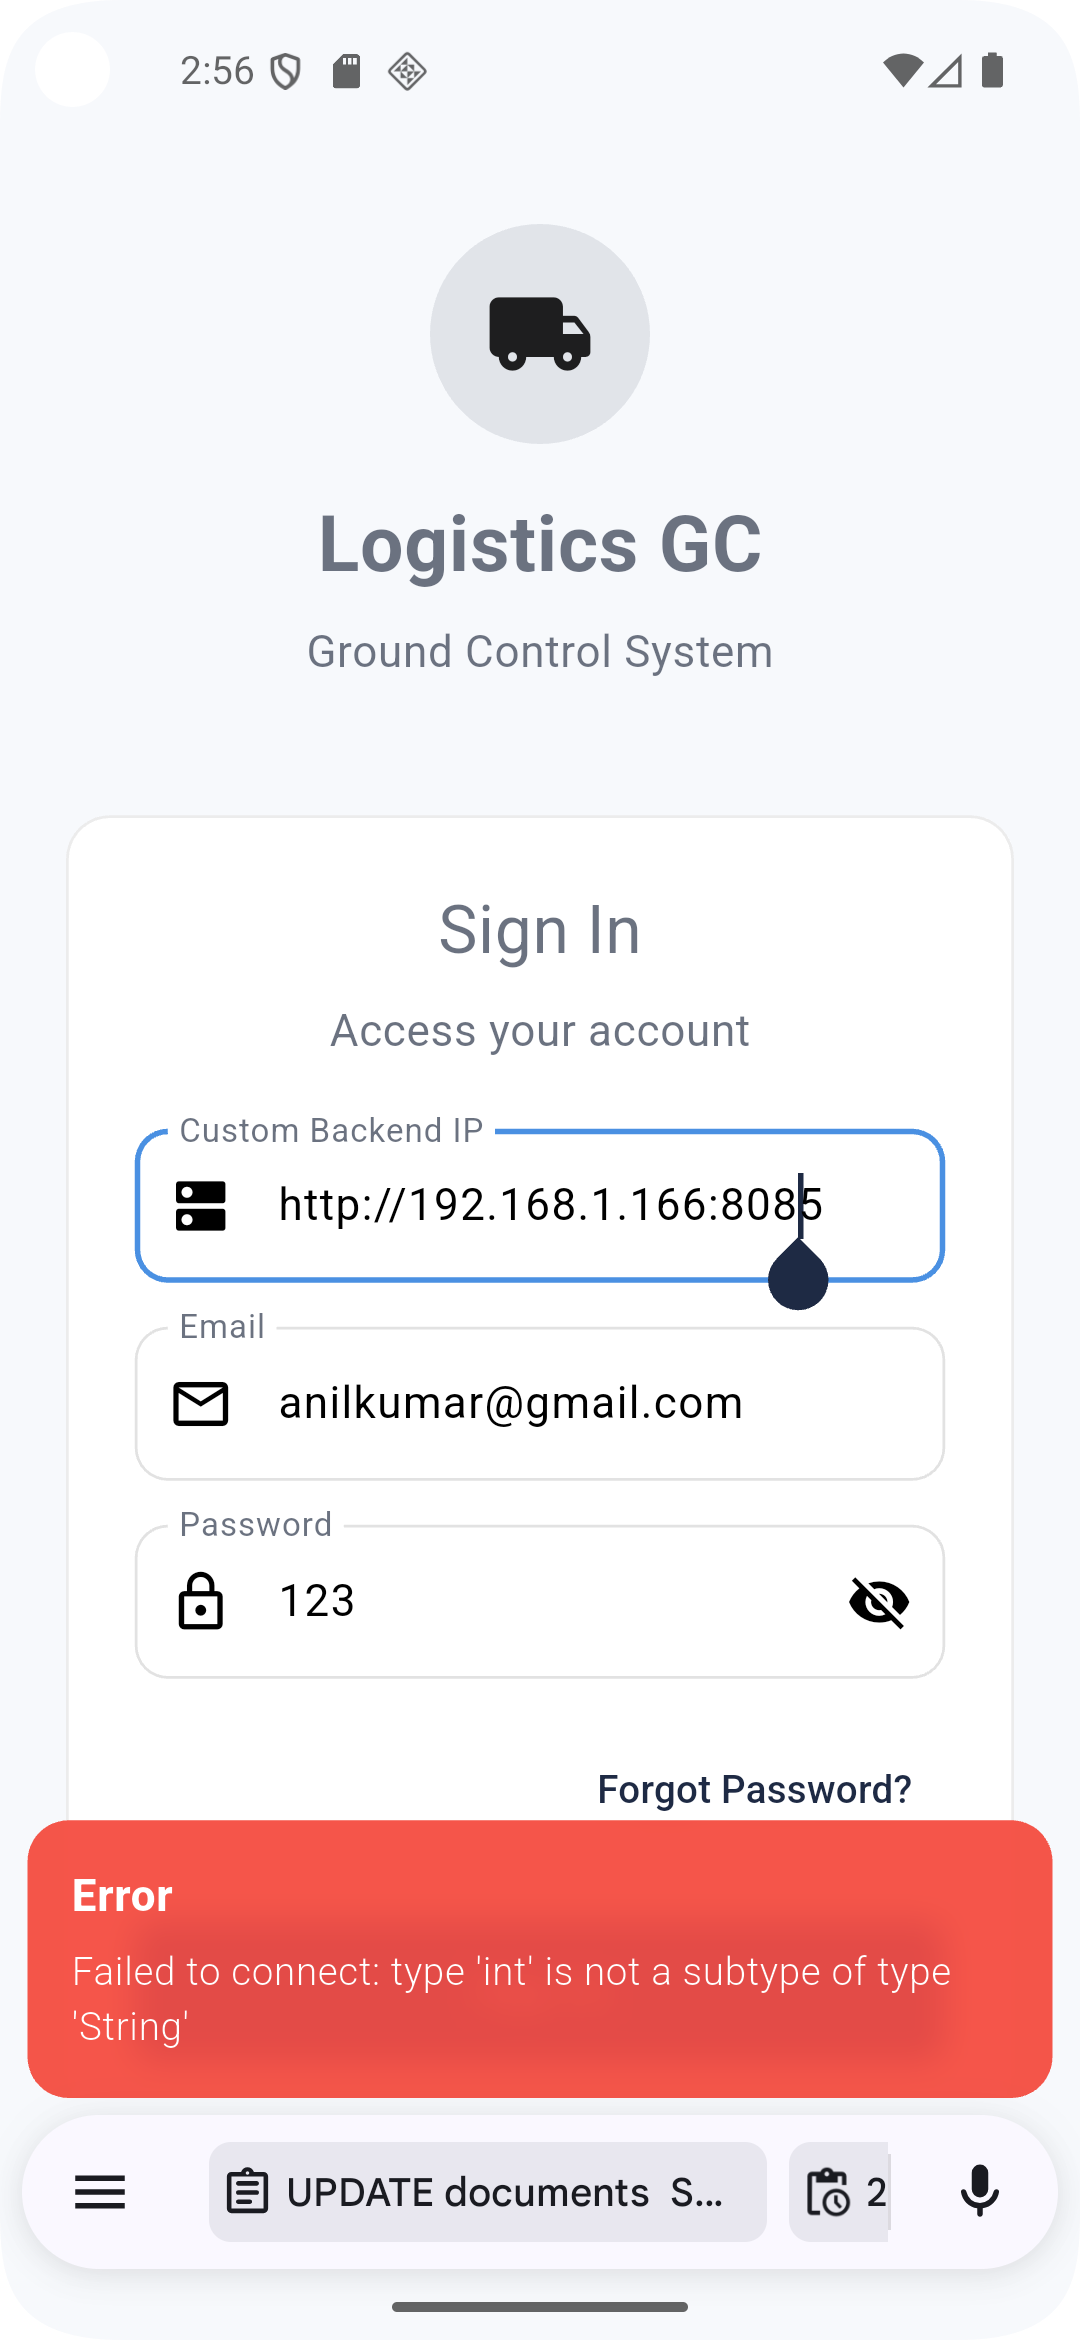 2:56
Logistics GC
Ground Control System
Sign In
Access your account
Custom Backend IP
http://192.168.1.166:8085
Email
anilkumar@gmail.com
Password
123
Forgot Password?
Error
Failed to connect: type 'int' is not a subtype of type
'String'
UPDATE documents S...
2